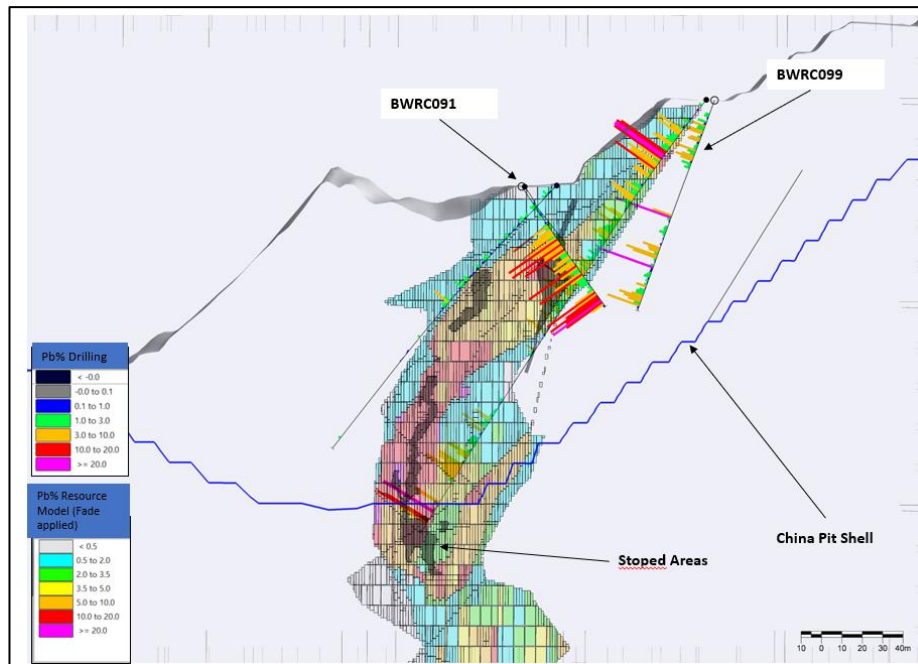 BWRC099
BWRC091
Pb% Drilling
< -0.0
-0.0 to 0.1
0.1 to 1.0
1.0 to 3.0
3.0 to 10.0
10.0 to 20.0
>= 20.0
Pb% Resource
Model (Fade
applied)
< 0.5
0.5 to 2.0
2.0 to 3.5
3.5 to 5.0
5.0 to 10.0
10.0 to 20.0
>= 20.0
Stoped Areas
China Pit Shell
10 0 10 20 30 40m